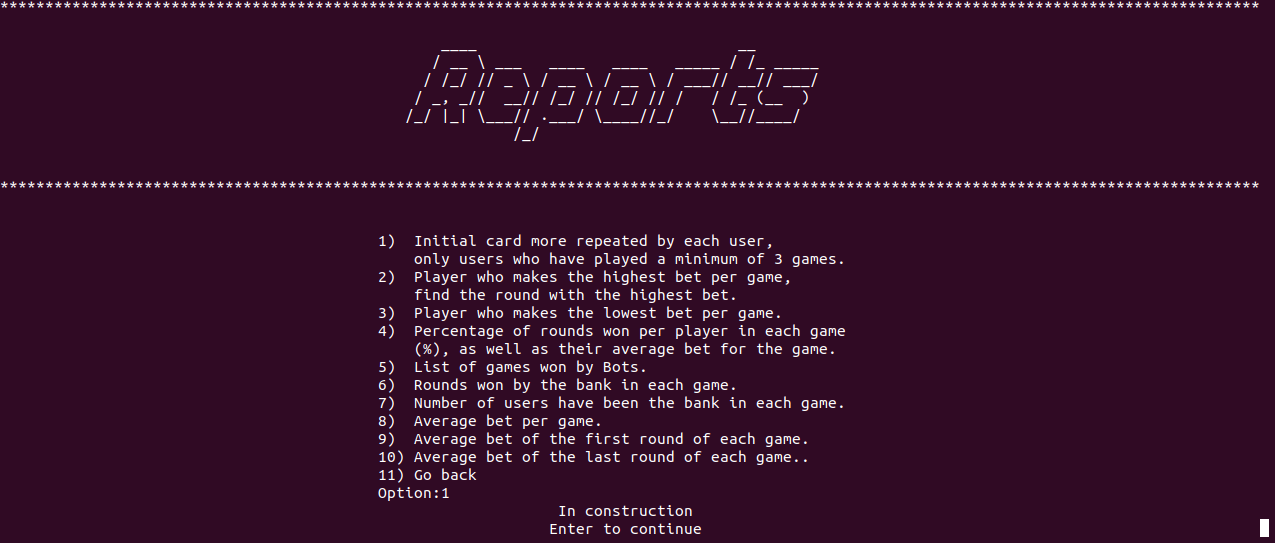 ********************************************************************************************************************************************
Reports
********************************************************************************************************************************************
1)  Initial card more repeated by each user,
    only users who have played a minimum of 3 games.
2)  Player who makes the highest bet per game,
    find the round with the highest bet.
3)  Player who makes the lowest bet per game.
4)  Percentage of rounds won per player in each game
    (%), as well as their average bet for the game.
5)  List of games won by Bots.
6)  Rounds won by the bank in each game.
7)  Number of users have been the bank in each game.
8)  Average bet per game.
9)  Average bet of the first round of each game.
10) Average bet of the last round of each game..
11) Go back
Option:1
In construction
Enter to continue